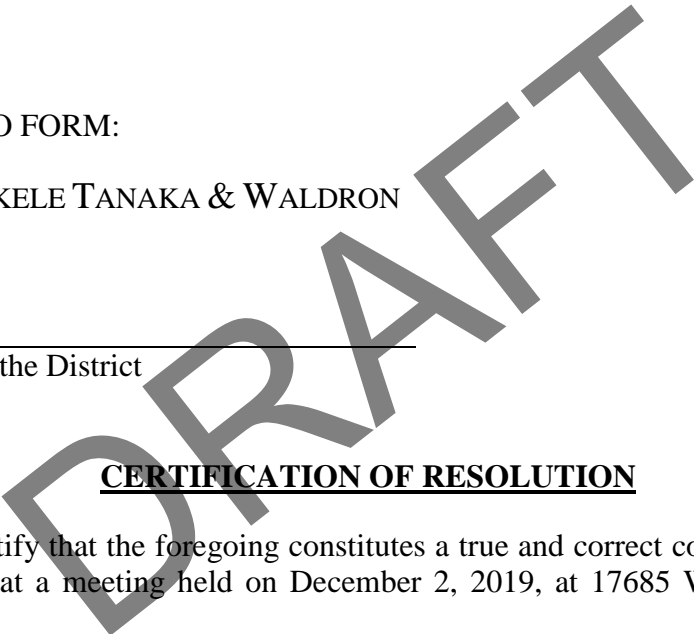 O FORM:
KELE TANAKA & WALDRON
the District
DRAFT
CERTIFICATION OF RESOLUTION
tify that the foregoing constitutes a true and correct co
at a meeting held on December 2, 2019, at 17685 W